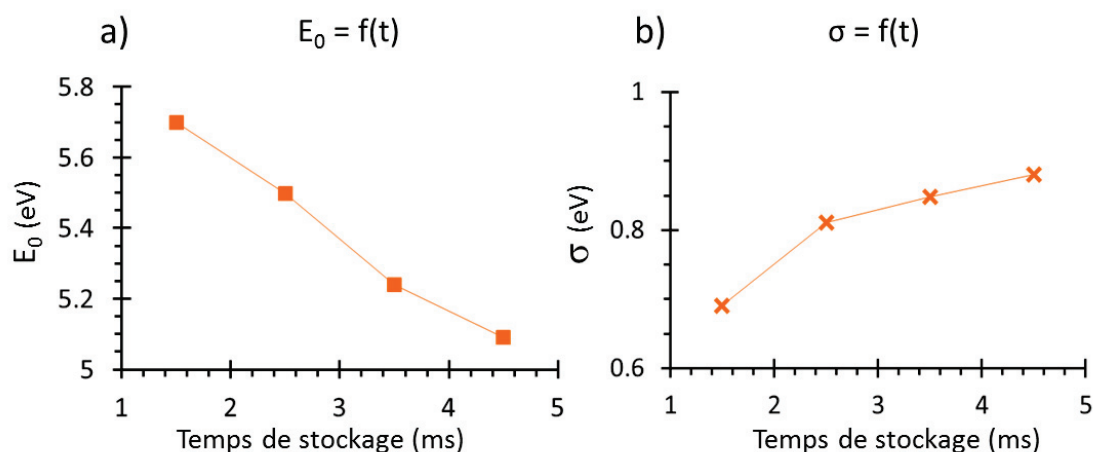 a)
E₀ = f(t)
5.8
5.6
5.4
5.2
5
E₀ (eV)
1 2 3 4 5
Temps de stockage (ms)
b)
σ = f(t)
1
0.8
0.6
σ (eV)
1 2 3 4 5
Temps de stockage (ms)